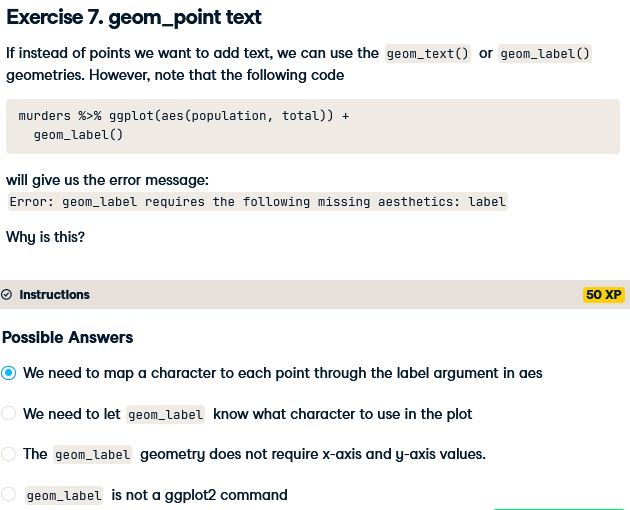 Exercise 7. geom_point text
If instead of points we want to add text, we can use the geom_text() or geom_label()
geometries. However, note that the following code
murders %>% ggplot(aes(population, total)) +
geom_label()
will give us the error message:
Error: geom_label requires the following missing aesthetics: label
Why is this?
Instructions 50 XP
Possible Answers
We need to map a character to each point through the label argument in aes
We need to let geom_label know what character to use in the plot
The geom_label geometry does not require x-axis and y-axis values.
geom_label is not a ggplot2 command